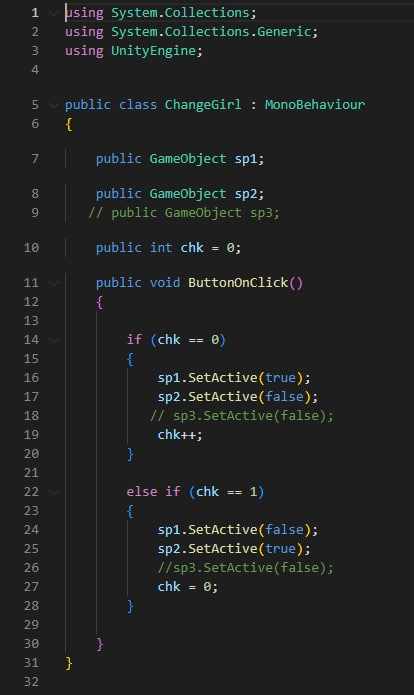 1 using System.Collections;
2 using System.Collections.Generic;
3 using UnityEngine;
4
5 public class ChangeGirl : MonoBehaviour
6 {
7 public GameObject sp1;
8 public GameObject sp2;
9 // public GameObject sp3;
10 public int chk = 0;
11 public void ButtonOnClick()
12 {
13
14 if (chk == 0)
15 {
16 sp1.SetActive(true);
17 sp2.SetActive(false);
18 // sp3.SetActive(false);
19 chk++;
20 }
21
22 else if (chk == 1)
23 {
24 sp1.SetActive(false);
25 sp2.SetActive(true);
26 //sp3.SetActive(false);
27 chk = 0;
28 }
29
30 }
31 }
32